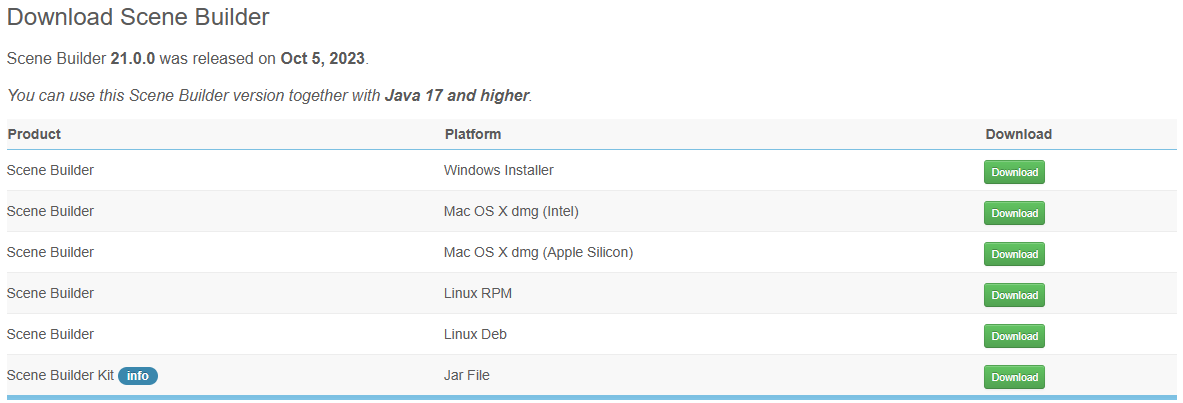 Download Scene Builder
Scene Builder 21.0.0 was released on Oct 5, 2023.
You can use this Scene Builder version together with Java 17 and higher.
Product Platform Download
Scene Builder Windows Installer Download
Scene Builder Mac OS X dmg (Intel) Download
Scene Builder Mac OS X dmg (Apple Silicon) Download
Scene Builder Linux RPM Download
Scene Builder Linux Deb Download
Scene Builder Kit info Jar File Download